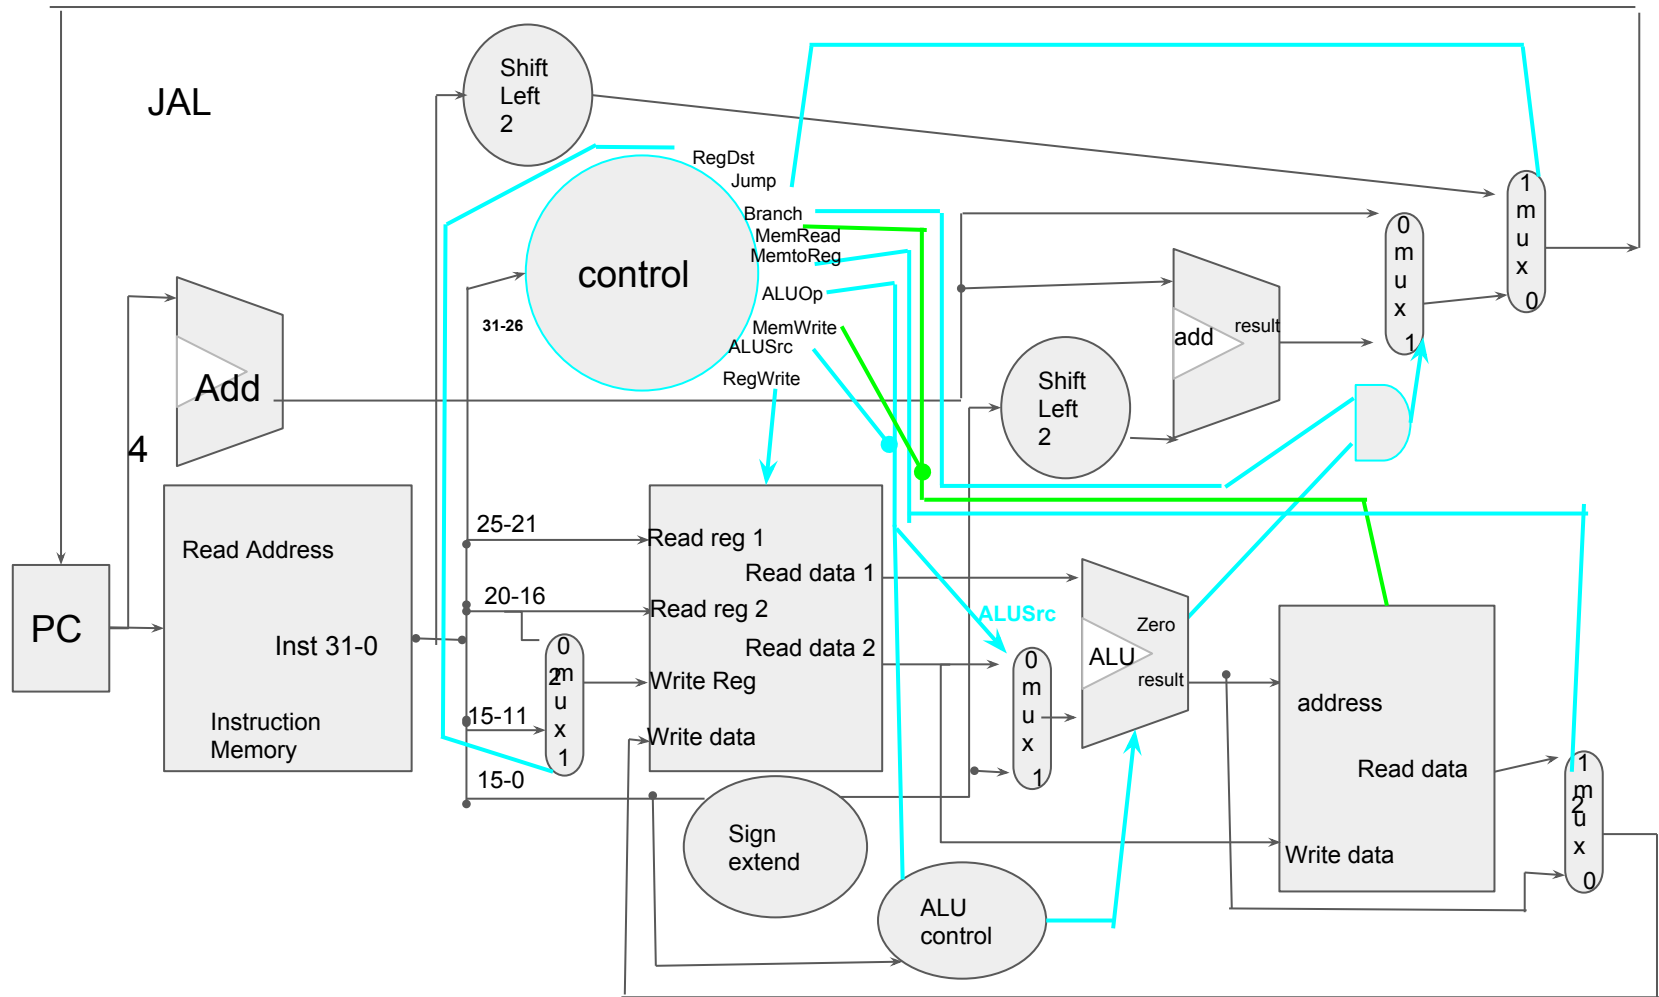 JAL
Shift
Left
2
RegDst
Jump
Branch
MemRead
MemtoReg
ALUOp
MemWrite
ALUSrc
RegWrite
control
31-26
Add
4
PC
Read Address
Inst 31-0
Instruction
Memory
25-21
20-16
15-11
15-0
0
m
2
u
x
1
Read reg 1
Read data 1
Read reg 2
Read data 2
Write Reg
Write data
Sign
extend
ALU
control
ALUSrc
0
m
u
x
1
Zero
ALU
result
Shift
Left
2
add
result
0
m
u
x
1
1
m
u
x
0
address
Read data
Write data
1
m
2
u
x
0